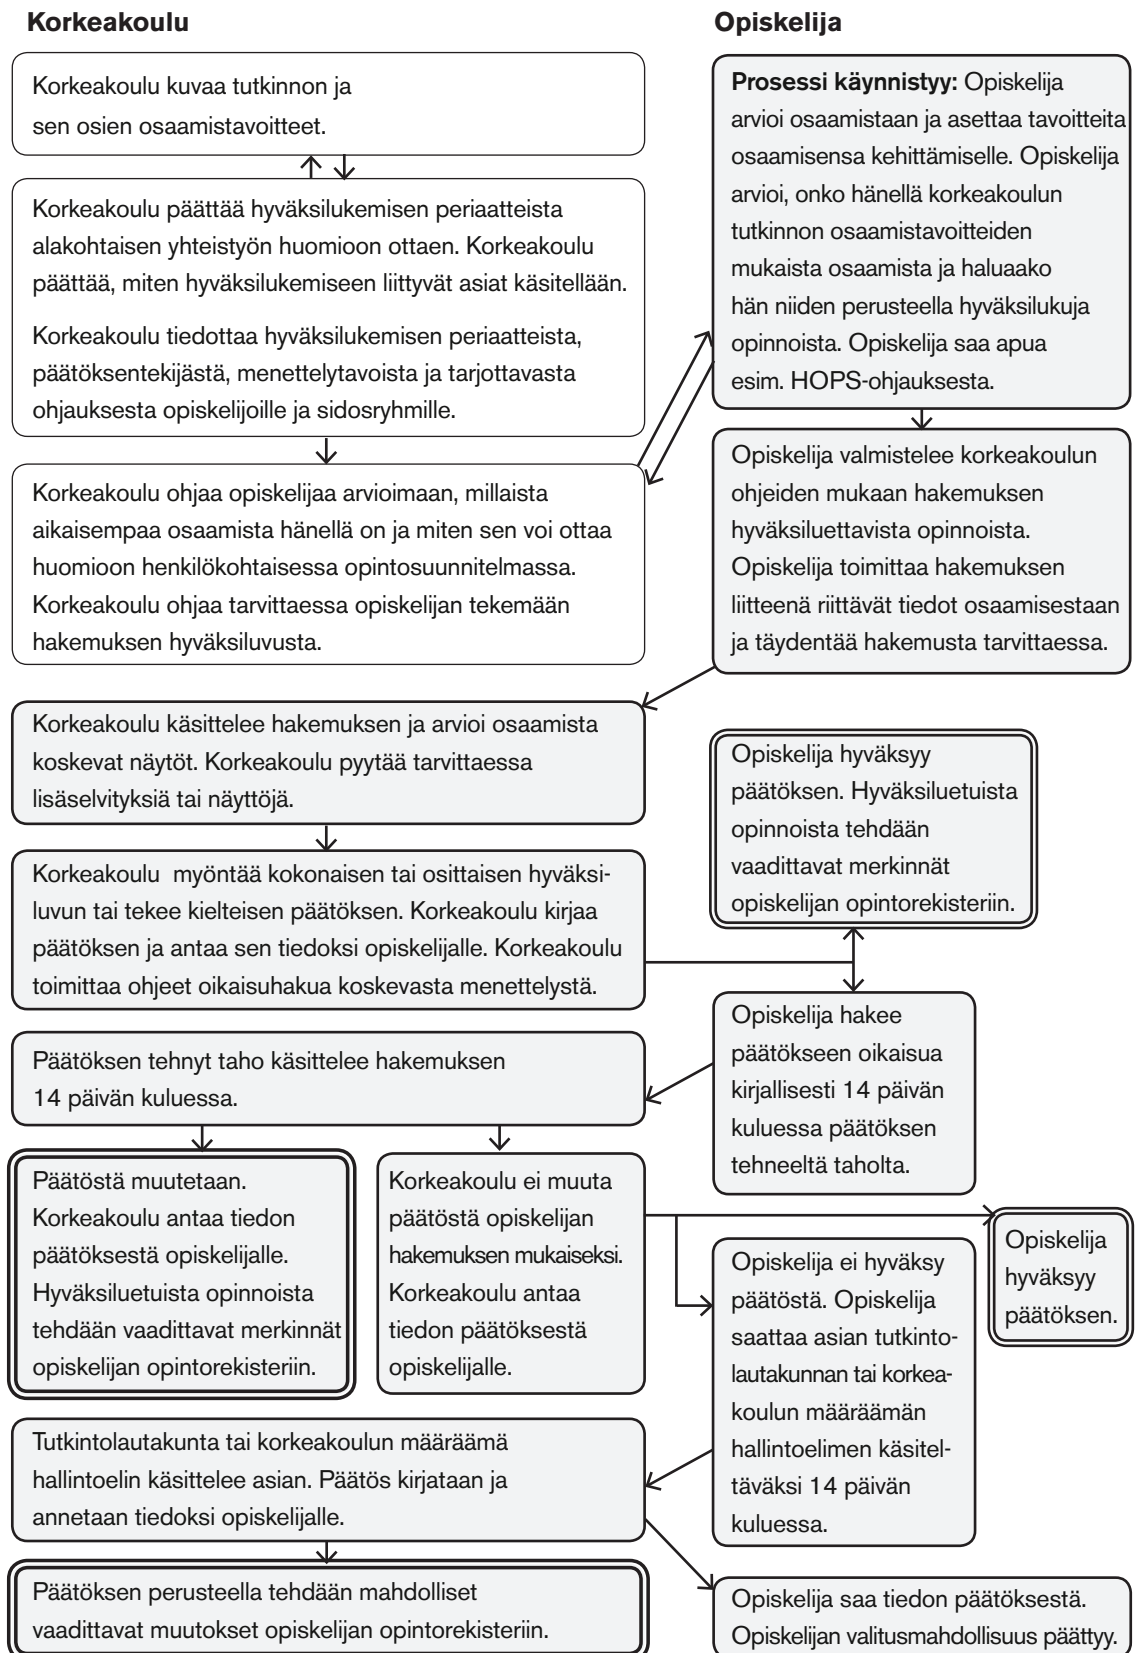 Korkeakoulu
Korkeakoulu kuvaa tutkinnon ja
sen osien osaamistavoitteet.
Korkeakoulu päättää hyväksilukemisen periaatteista
alakohtaisen yhteistyön huomioon ottaen. Korkeakoulu
päättää, miten hyväksilukemiseen liittyvät asiat käsitellään.
Korkeakoulu tiedottaa hyväksilukemisen periaatteista,
päätöksentekijästä, menettelytavoista ja tarjottavasta
ohjauksesta opiskelijoille ja sidosryhmille.
Korkeakoulu ohjaa opiskelijaa arvioimaan, millaista
aikaisempaa osaamista hänellä on ja miten sen voi ottaa
huomioon henkilökohtaisessa opintosuunnitelmassa.
Korkeakoulu ohjaa tarvittaessa opiskelijan tekemään
hakemuksen hyväksiluvusta.
Opiskelija
Prosessi käynnistyy: Opiskelija
arvioi osaamistaan ja asettaa tavoitteita
osaamisensa kehittämiselle. Opiskelija
arvioi, onko hänellä korkeakoulun
tutkinnon osaamistavoitteiden
mukaista osaamista ja haluaako
hän niiden perusteella hyväksilukuja
opinnoista. Opiskelija saa apua
esim. HOPS-ohjauksesta.
Opiskelija valmistelee korkeakoulun
ohjeiden mukaan hakemuksen
hyväksiluettavista opinnoista.
Opiskelija toimittaa hakemuksen
liitteenä riittävät tiedot osaamisestaan
ja täydentää hakemusta tarvittaessa.
Korkeakoulu käsittelee hakemuksen ja arvioi osaamista
koskevat näytöt. Korkeakoulu pyytää tarvittaessa
lisäselvityksiä tai näyttöjä.
Korkeakoulu  myöntää kokonaisen tai osittaisen hyväksi-
luvun tai tekee kielteisen päätöksen. Korkeakoulu kirjaa
päätöksen ja antaa sen tiedoksi opiskelijalle. Korkeakoulu
toimittaa ohjeet oikaisuhakua koskevasta menettelystä.
Opiskelija hyväksyy
päätöksen. Hyväksiluetuista
opinnoista tehdään
vaadittavat merkinnät
opiskelijan opintorekisteriin.
Opiskelija hakee
päätökseen oikaisua
kirjallisesti 14 päivän
kuluessa päätöksen
tehneeltä taholta.
Päätöksen tehnyt taho käsittelee hakemuksen
14 päivän kuluessa.
Päätöstä muutetaan.
Korkeakoulu antaa tiedon
päätöksestä opiskelijalle.
Hyväksiluetuista opinnoista
tehdään vaadittavat merkinnät
opiskelijan opintorekisteriin.
Korkeakoulu ei muuta
päätöstä opiskelijan
hakemuksen mukaiseksi.
Korkeakoulu antaa
tiedon päätöksestä
opiskelijalle.
Opiskelija ei hyväksy
päätöstä. Opiskelija
saattaa asian tutkinto-
lautakunnan tai korkea-
koulun määräämän
hallintoelimen käsitel-
täväksi 14 päivän
kuluessa.
Opiskelija
hyväksyy
päätöksen.
Tutkintolautakunta tai korkeakoulun määräämä
hallintoelin käsittelee asian. Päätös kirjataan ja
annetaan tiedoksi opiskelijalle.
Päätöksen perusteella tehdään mahdolliset
vaadittavat muutokset opiskelijan opintorekisteriin.
Opiskelija saa tiedon päätöksestä.
Opiskelijan valitusmahdollisuus päättyy.